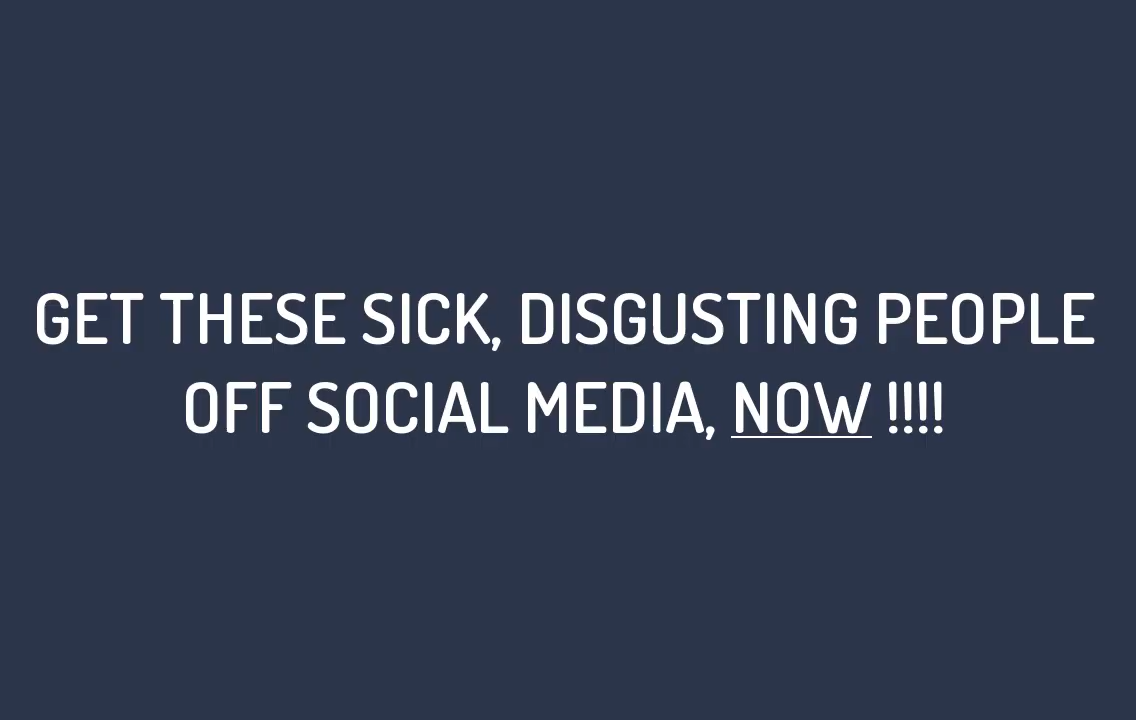 GET THESE SICK, DISGUSTING PEOPLE
OFF SOCIAL MEDIA, NOW !!!!